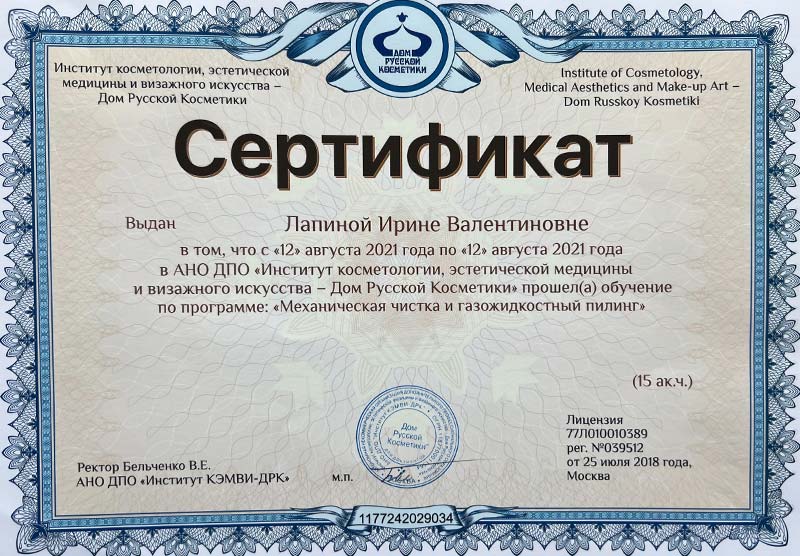 ДОМ
РУССКОЙ
КОСМЕТИКИ
Институт косметологии, эстетической
медицины и визажного искусства –
Дом Русской Косметики
Institute of Cosmetology,
Medical Aesthetics and Make-up Art –
Dom Russkoy Kosmetiki
Сертификат
Выдан Лапиной Ирине Валентиновне
в том, что с «12» августа 2021 года по «12» августа 2021 года
в АНО ДПО «Институт косметологии, эстетической медицины
и визажного искусства – Дом Русской Косметики» прошел(а) обучение
по программе: «Механическая чистка и газожидкостный пилинг»
(15 ак.ч.)
Дом
Русской
Косметики
Лицензия
77Л010010389
рег. №039512
от 25 июля 2018 года,
Москва
Ректор Бельченко В.Е.
АНО ДПО «Институт КЭМВИ-ДРК» м.п.
1177242029034